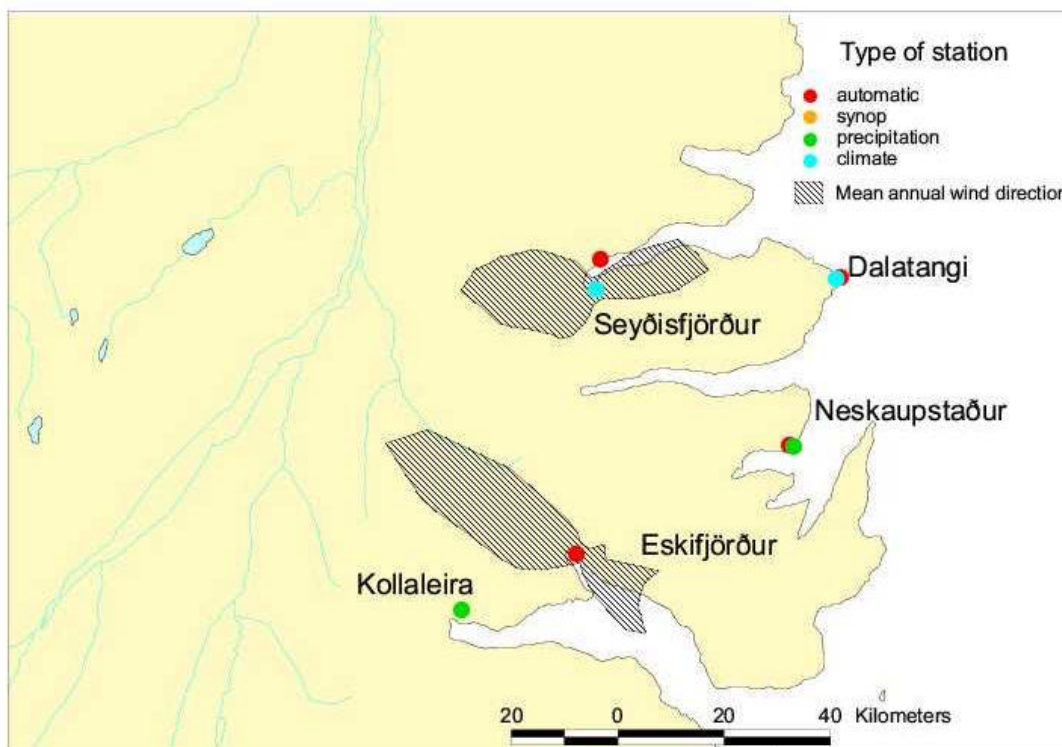 Type of station
automatic
synop
precipitation
climate
Mean annual wind direction
Dalatangi
Seyðisfjörður
Neskaupstaður
Eskifjörður
Kollaleira
20 0 20 40 Kilometers